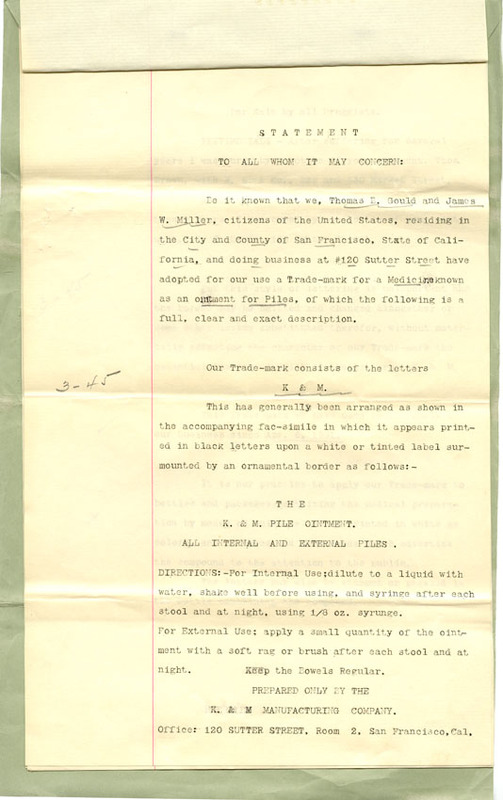 STATEMENT
TO ALL WHOM IT MAY CONCERN:
Be it known that we, Thomas D. Gould and James
W. Miller, citizens of the United States, residing in
the City and County of San Francisco, State of Cali-
fornia, and doing business at #120 Sutter Street have
adopted for our use a Trade-mark for a Medicine known
as an ointment for Piles, of which the following is a
full, clear and exact description.
Our Trade-mark consists of the letters
3-45
K & M.
This has generally been arranged as shown in
the accompanying fac-simile in which it appears print-
ed in black letters upon a white or tinted label sur-
mounted by an ornamental border as follows:-
THE
K. & M. PILE OINTMENT.
ALL INTERNAL AND EXTERNAL PILES .
DIRECTIONS:-For Internal Use;dilute to a liquid with
water, shake well before using, and syringe after each
stool and at night, using 1/8 oz. syrunge.
For External Use; apply a small quantity of the oint-
ment with a soft rag or brush after each stool and at
night. Keep the Bowels Regular.
PREPARED ONLY BY THE
K. & M MANUFACTURING COMPANY.
Office: 120 SUTTER STREET, Room 2, San Francisco,Cal.